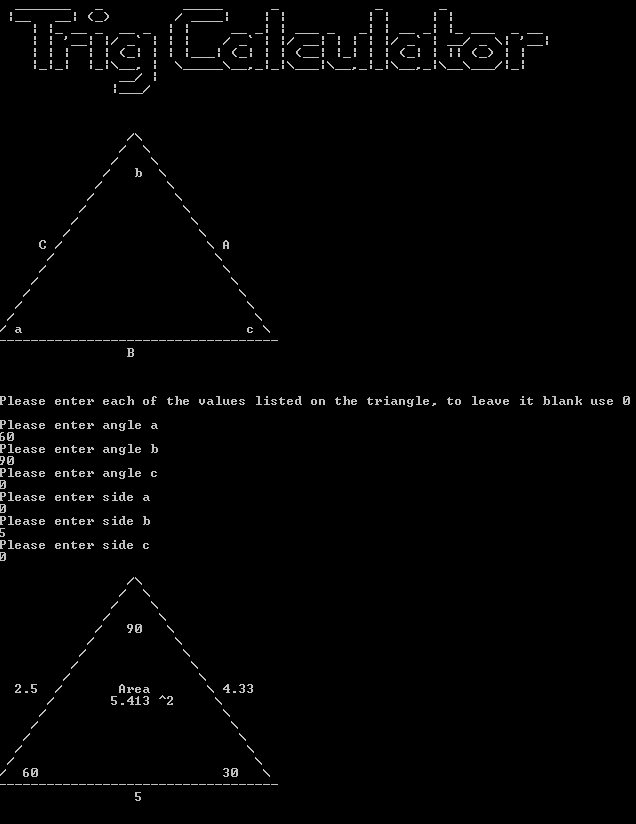 Trig Calculator
b
C A
a c
B
Please enter each of the values listed on the triangle, to leave it blank use 0
Please enter angle a
60
Please enter angle b
90
Please enter angle c
0
Please enter side a
0
Please enter side b
5
Please enter side c
0
90
2.5 Area 4.33
5.413 ^2
60 30
5